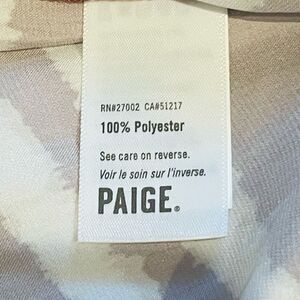 RN#27002 CA#51217
100% Polyester
See care on reverse.
Voir le soin sur l'inverse.
PAIGE®